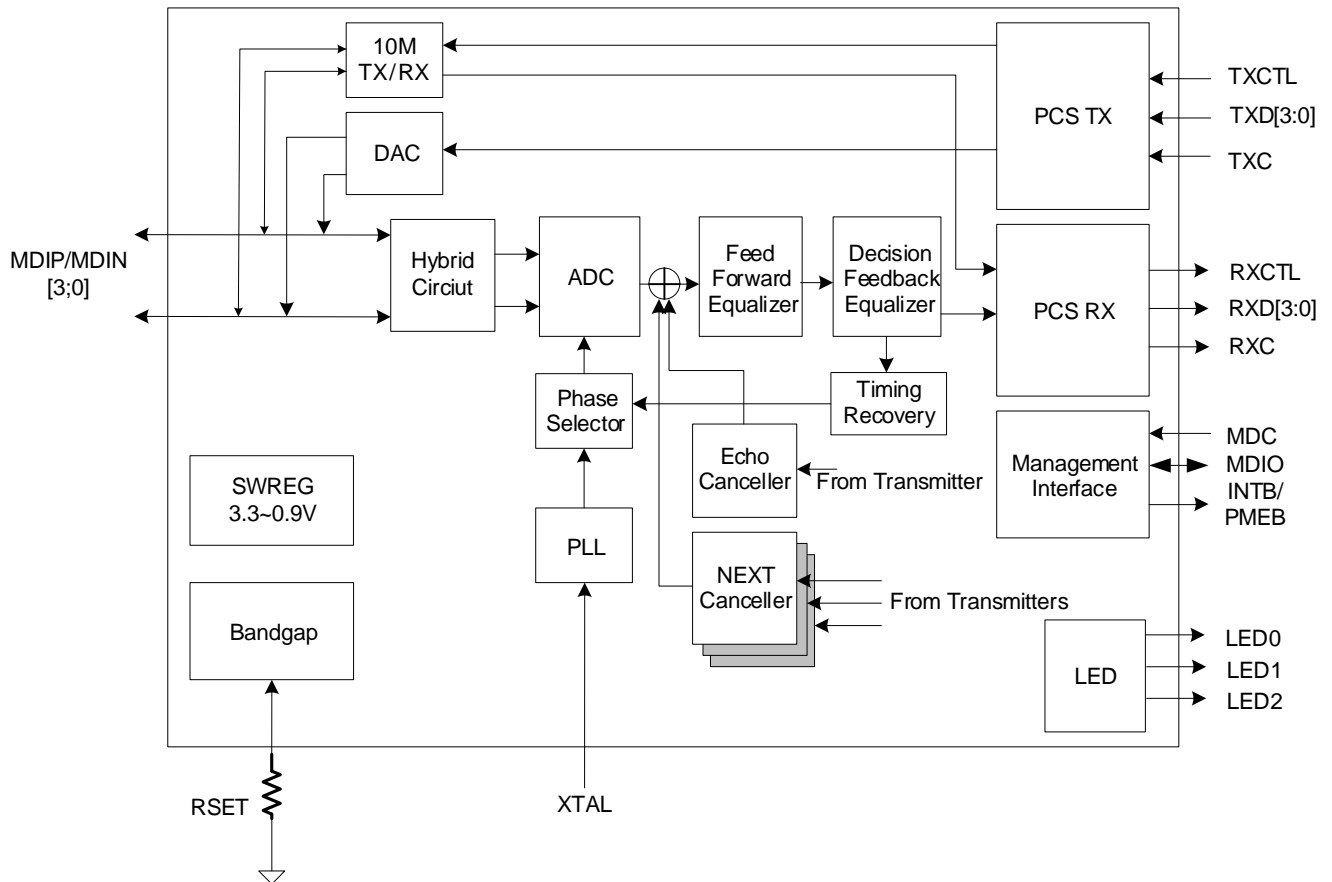 10M
TX/RX
DAC
PCS TX
TXCTL
TXD[3:0]
TXC
MDIP/MDIN
[3;0]
Hybrid
Circiut
ADC
Feed
Forward
Equalizer
Decision
Feedback
Equalizer
PCS RX
RXCTL
RXD[3:0]
RXC
Phase
Selector
Timing
Recovery
Echo
Canceller
From Transmitter
Management
Interface
MDC
MDIO
INTB/
PMEB
SWREG
3.3~0.9V
PLL
NEXT
Canceller
From Transmitters
Bandgap
LED
LED0
LED1
LED2
RSET
XTAL